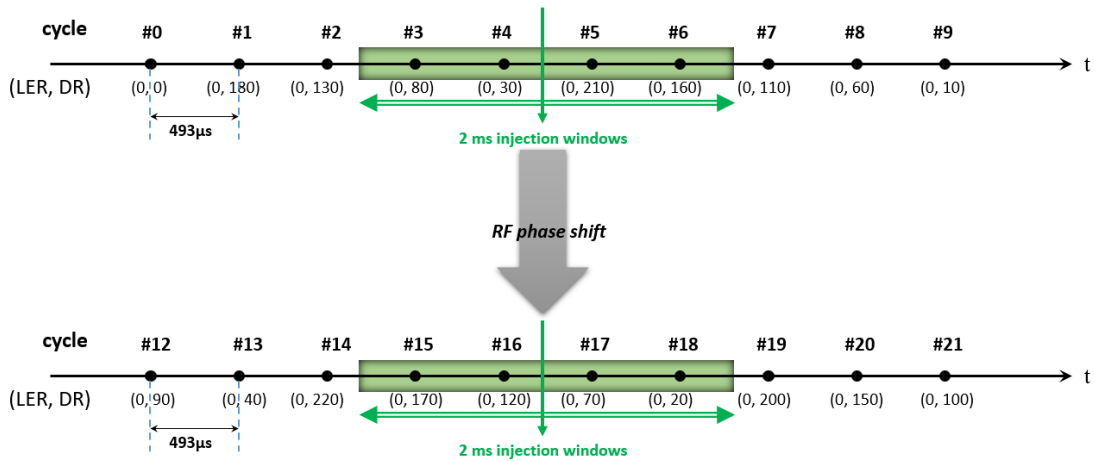 cycle #0 #1 #2 #3 #4 #5 #6 #7 #8 #9
t
(LER, DR) (0, 0) (0, 180) (0, 130) (0, 80) (0, 30) (0, 210) (0, 160) (0, 110) (0, 60) (0, 10)
493μs
2 ms injection windows
RF phase shift
cycle #12 #13 #14 #15 #16 #17 #18 #19 #20 #21
t
(LER, DR) (0, 90) (0, 40) (0, 220) (0, 170) (0, 120) (0, 70) (0, 20) (0, 200) (0, 150) (0, 100)
493μs
2 ms injection windows